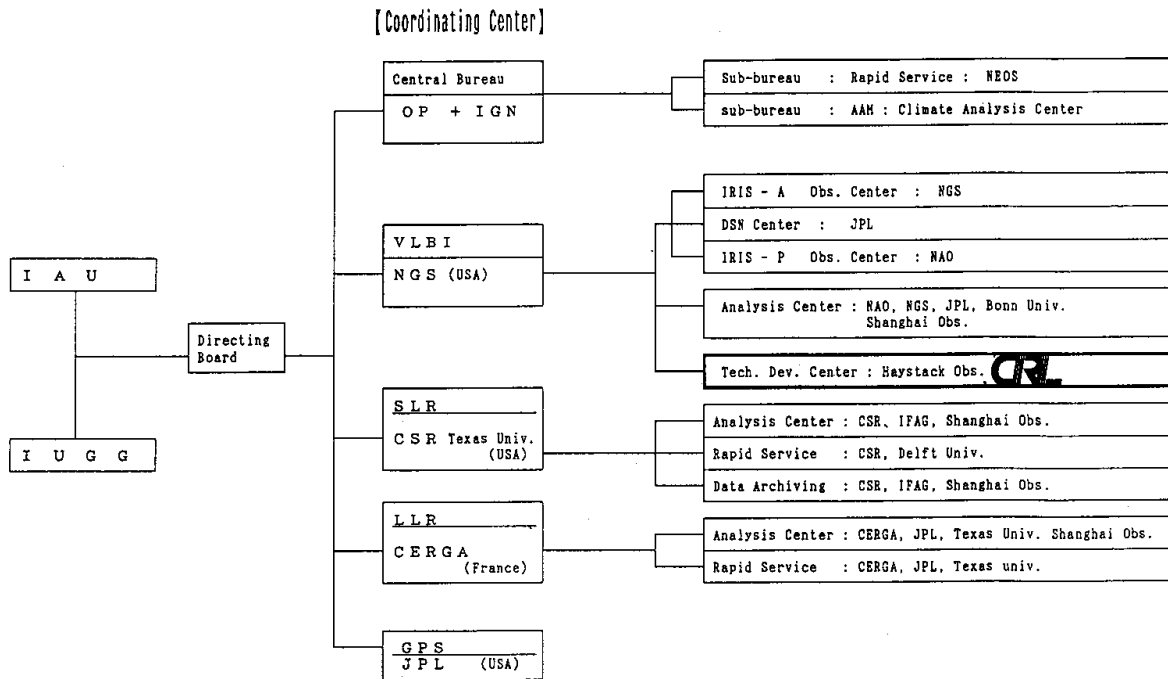 [Coordinating Center]
Central Bureau
OP + IGN
Sub-bureau : Rapid Service : NEOS
sub-bureau : AAM : Climate Analysis Center
VLBI
NGS (USA)
IRIS - A Obs. Center : NGS
DSN Center : JPL
IRIS - P Obs. Center : NAO
Analysis Center : NAO, NGS, JPL, Bonn Univ.
Shanghai Obs.
Tech. Dev. Center : Haystack Obs. CRL
IAU
Directing
Board
IUGG
SLR
CSR Texas Univ.
(USA)
Analysis Center : CSR, IFAG, Shanghai Obs.
Rapid Service : CSR, Delft Univ.
Data Archiving : CSR, IFAG, Shanghai Obs.
LLR
CERGA
(France)
Analysis Center : CERGA, JPL, Texas Univ. Shanghai Obs.
Rapid Service : CERGA, JPL, Texas univ.
GPS
JPL (USA)